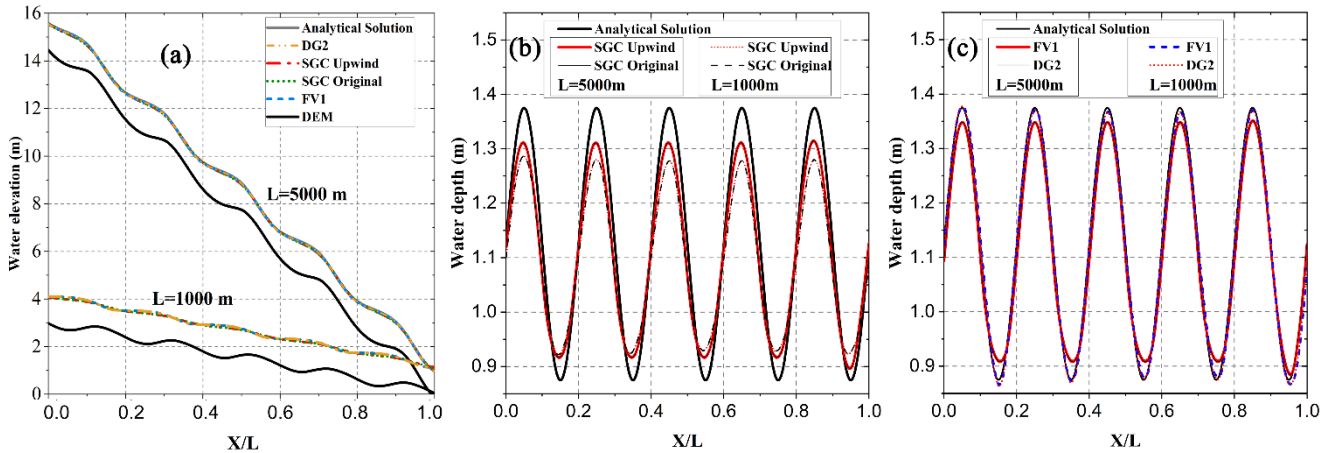 (a)
Analytical Solution
DG2
SGC Upwind
SGC Original
FV1
DEM
L=5000 m
L=1000 m
Water elevation (m)
16
14
12
10
8
6
4
2
0
0.0 0.2 0.4 0.6 0.8 1.0
X/L
(b)
Analytical Solution
SGC Upwind SGC Upwind
SGC Original SGC Original
L=5000m L=1000m
Water depth (m)
1.5
1.4
1.3
1.2
1.1
1.0
0.9
0.0 0.2 0.4 0.6 0.8 1.0
X/L
(c)
Analytical Solution
FV1 FV1
DG2 DG2
L=5000m L=1000m
Water depth (m)
1.5
1.4
1.3
1.2
1.1
1.0
0.9
0.0 0.2 0.4 0.6 0.8 1.0
X/L